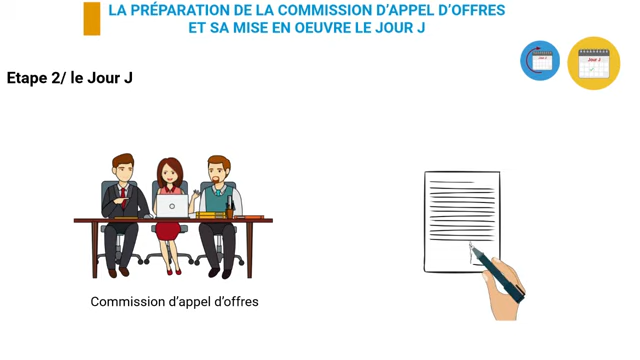 LA PRÉPARATION DE LA COMMISSION D’APPEL D’OFFRES
ET SA MISE EN OEUVRE LE JOUR J
Etape 2/ le Jour J
Commission d’appel d’offres